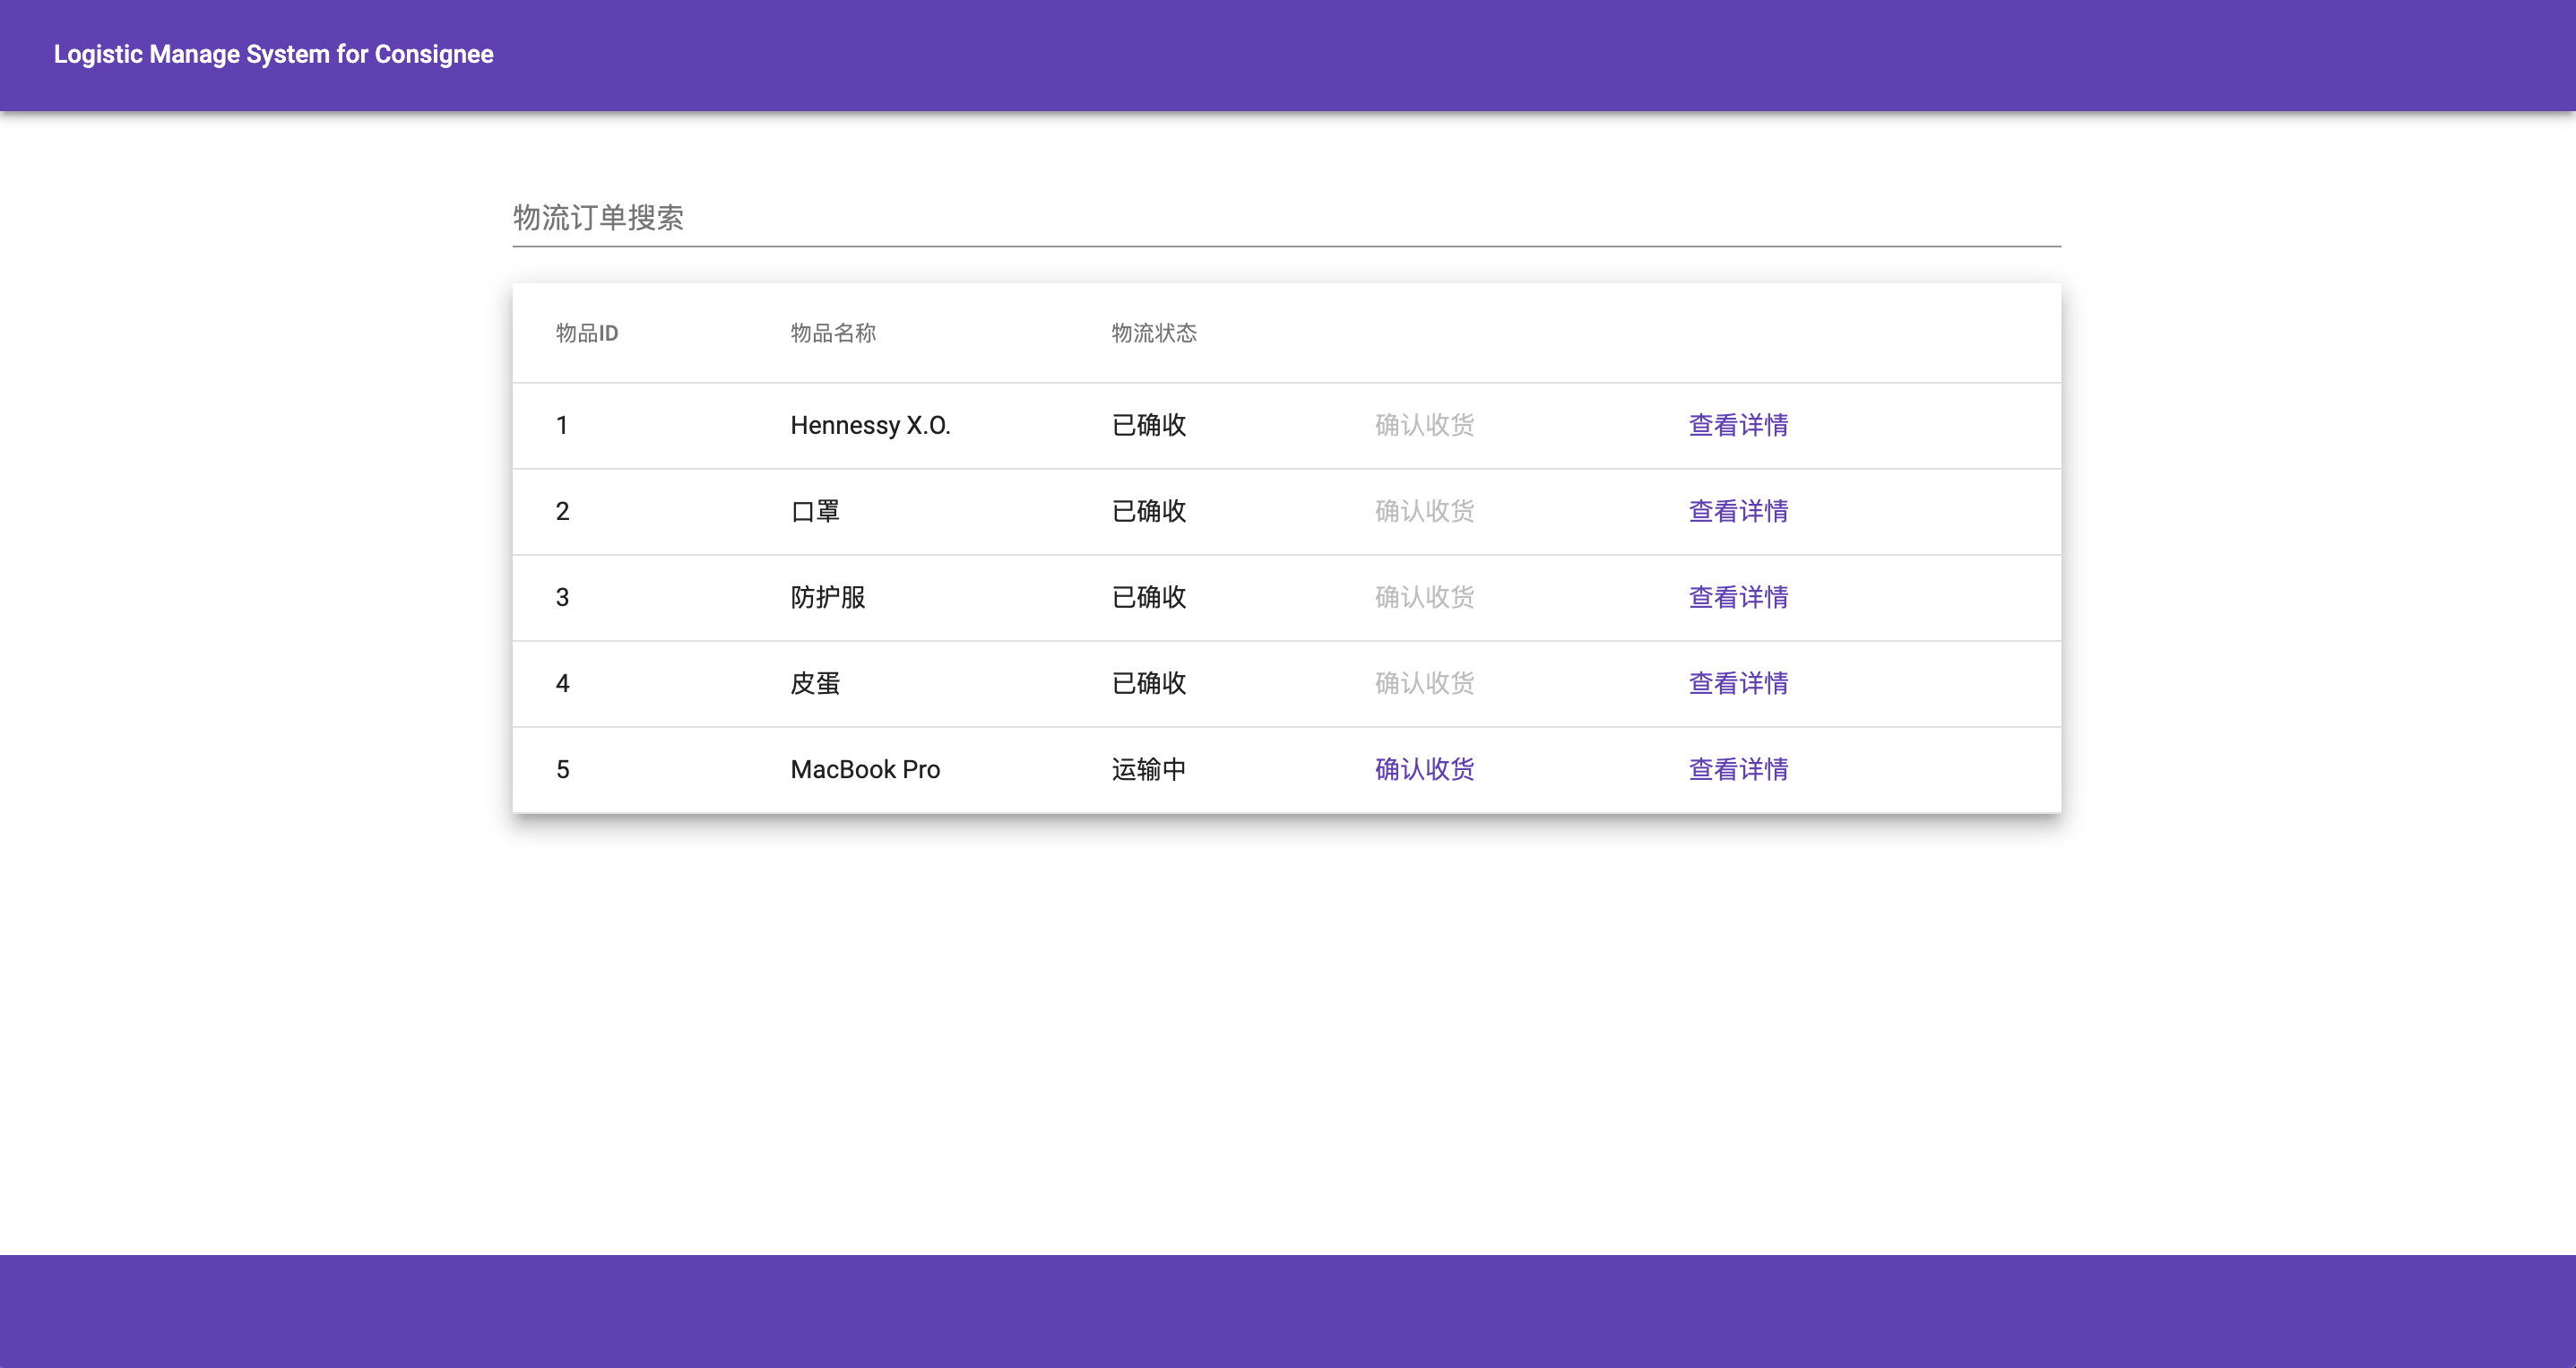 Logistic Manage System for Consignee
物流订单搜索
物品ID 物品名称 物流状态
1 Hennessy X.O. 已确收 确认收货 查看详情
2 口罩 已确收 确认收货 查看详情
3 防护服 已确收 确认收货 查看详情
4 皮蛋 已确收 确认收货 查看详情
5 MacBook Pro 运输中 确认收货 查看详情